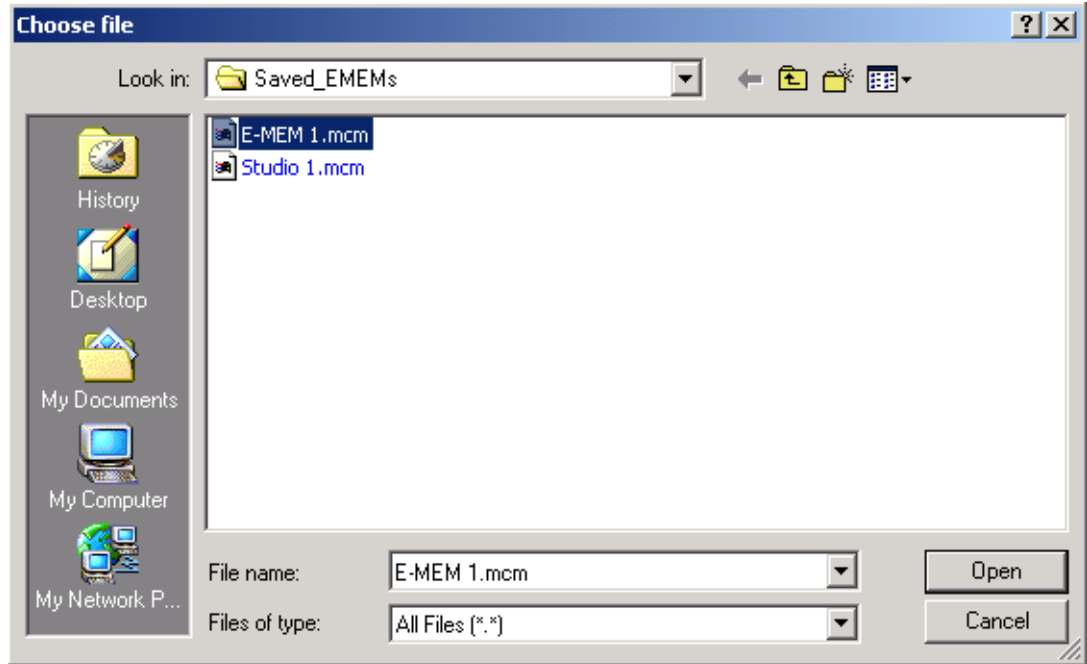 Choose file
Look in: Saved_EMEMs
E-MEM 1.mcm
Studio 1.mcm
History
Desktop
My Documents
My Computer
My Network P...
File name: E-MEM 1.mcm Open
Files of type: All Files (*.*) Cancel